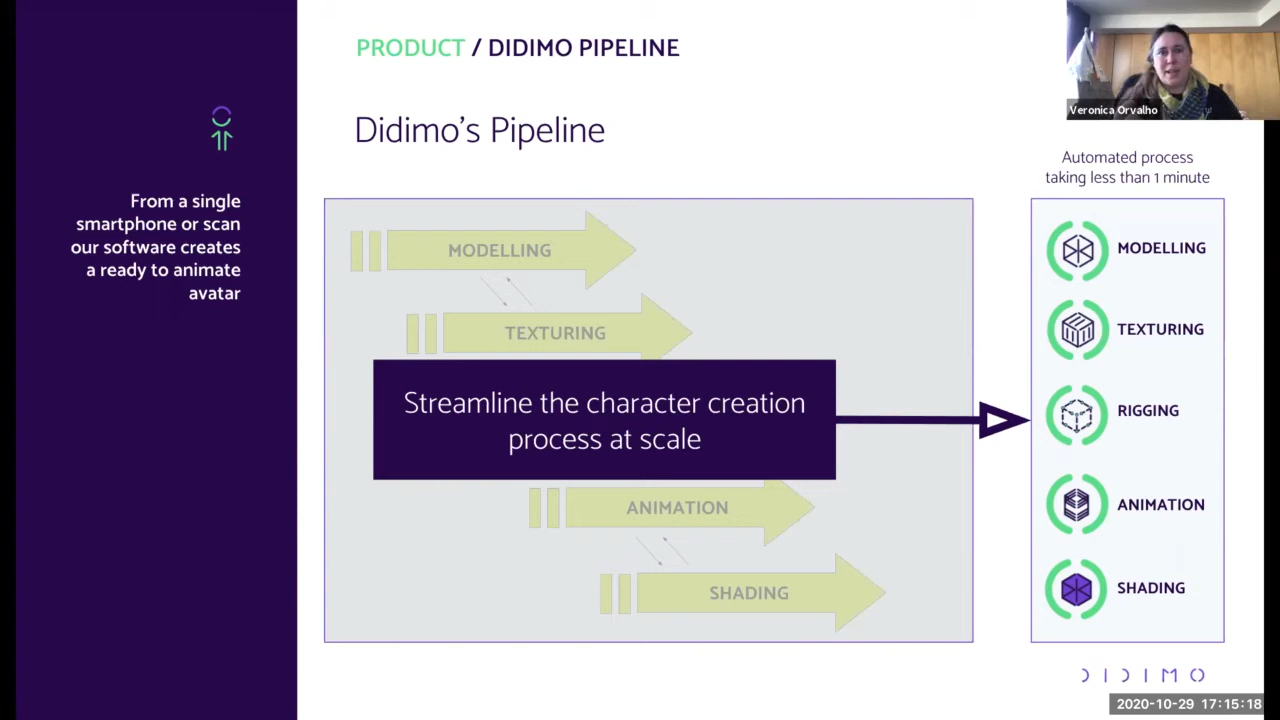 PRODUCT / DIDIMO PIPELINE
Didimo's Pipeline
From a single
smartphone or scan
our software creates
a ready to animate
avatar
MODELLING
TEXTURING
Streamline the character creation
process at scale
ANIMATION
SHADING
Veronica Orvalho
Automated process
taking less than 1 minute
MODELLING
TEXTURING
RIGGING
ANIMATION
SHADING
DIDIMO
2020-10-29 17:15:18